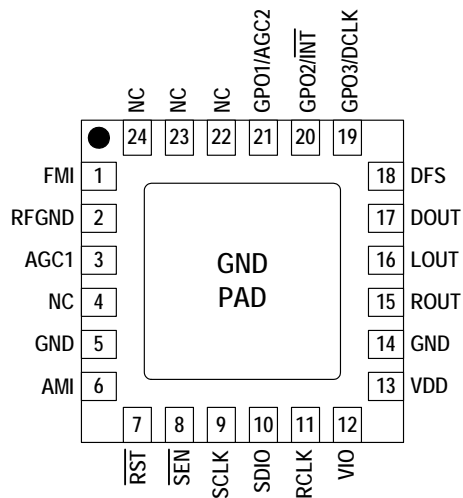 NC
NC
NC
GPO1/AGC2
GPO2/INT
GPO3/DCLK
24
23
22
21
20
19
FMI 1
RFGND 2
AGC1 3
NC 4
GND 5
AMI 6
GND
PAD
18 DFS
17 DOUT
16 LOUT
15 ROUT
14 GND
13 VDD
7
8
9
10
11
12
RST
SEN
SCLK
SDIO
RCLK
VIO